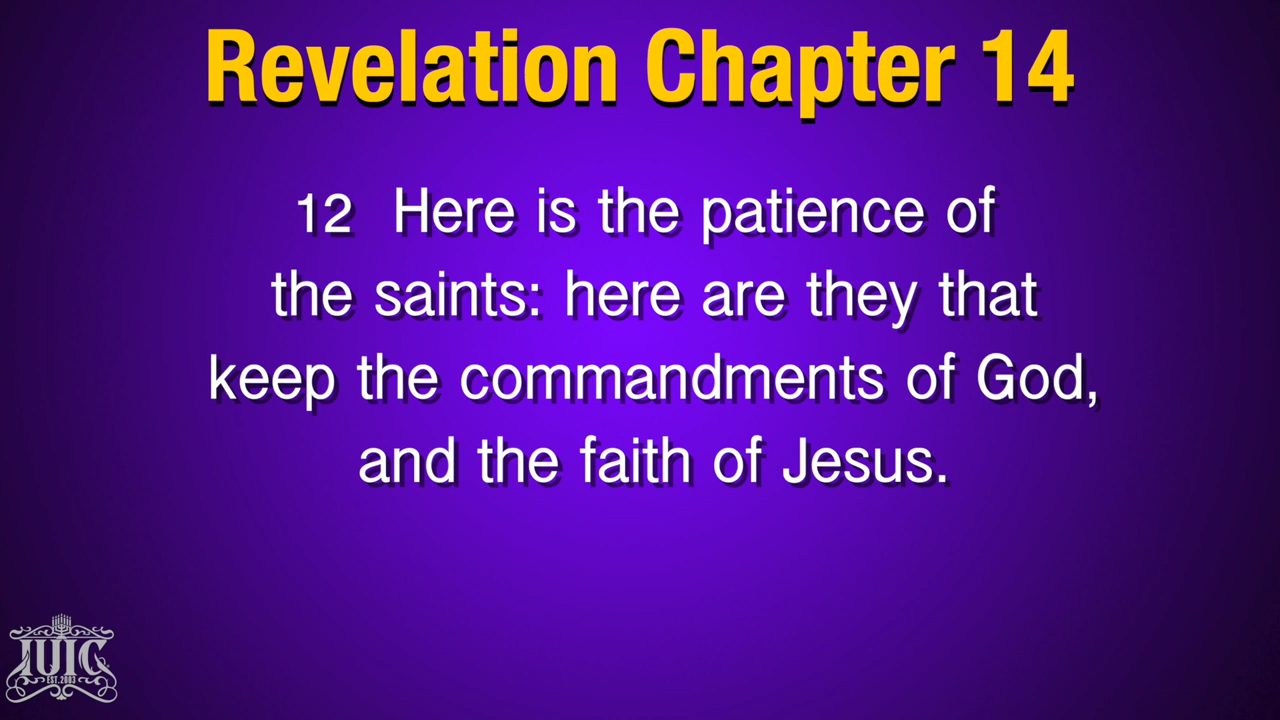 Revelation Chapter 14
12 Here is the patience of
the saints: here are they that
keep the commandments of God,
and the faith of Jesus.
IUIC
EST. 2003